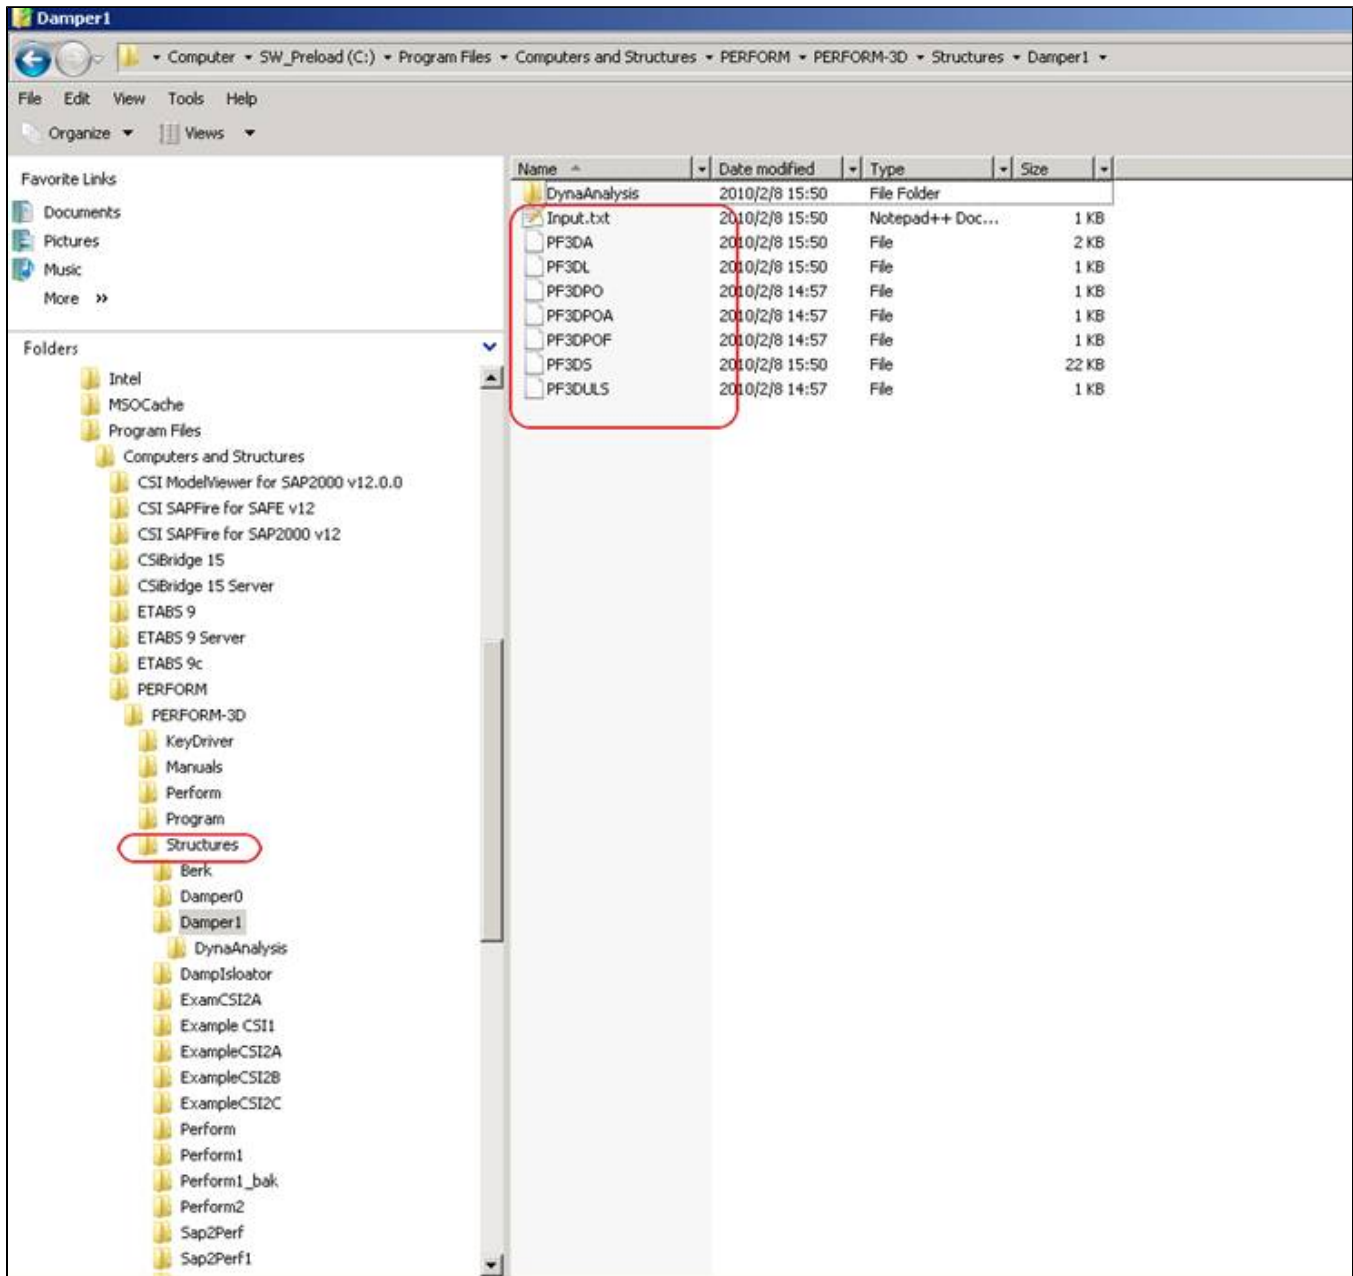 Damper1
Computer SW_Preload (C:) Program Files Computers and Structures PERFORM PERFORM-3D Structures Damper1
File Edit View Tools Help
Organize Views
Favorite Links
Documents
Pictures
Music
More »
Folders
Intel
MSOCache
Program Files
Computers and Structures
CSI ModelViewer for SAP2000 v12.0.0
CSI SAPFire for SAFE v12
CSI SAPFire for SAP2000 v12
CSiBridge 15
CSiBridge 15 Server
ETABS 9
ETABS 9 Server
ETABS 9c
PERFORM
PERFORM-3D
KeyDriver
Manuals
Perform
Program
Structures
Berk
Damper0
Damper1
DynaAnalysis
DampIsloator
ExamCSI2A
Example CSI1
ExampleCSI2A
ExampleCSI2B
ExampleCSI2C
Perform
Perform1
Perform1_bak
Perform2
Sap2Perf
Sap2Perf1
Name Date modified Type Size
DynaAnalysis 2010/2/8 15:50 File Folder
Input.txt 2010/2/8 15:50 Notepad++ Doc... 1 KB
PF3DA 2010/2/8 15:50 File 2 KB
PF3DL 2010/2/8 15:50 File 1 KB
PF3DPO 2010/2/8 14:57 File 1 KB
PF3DPOA 2010/2/8 14:57 File 1 KB
PF3DPOF 2010/2/8 14:57 File 1 KB
PF3DS 2010/2/8 15:50 File 22 KB
PF3DULS 2010/2/8 14:57 File 1 KB